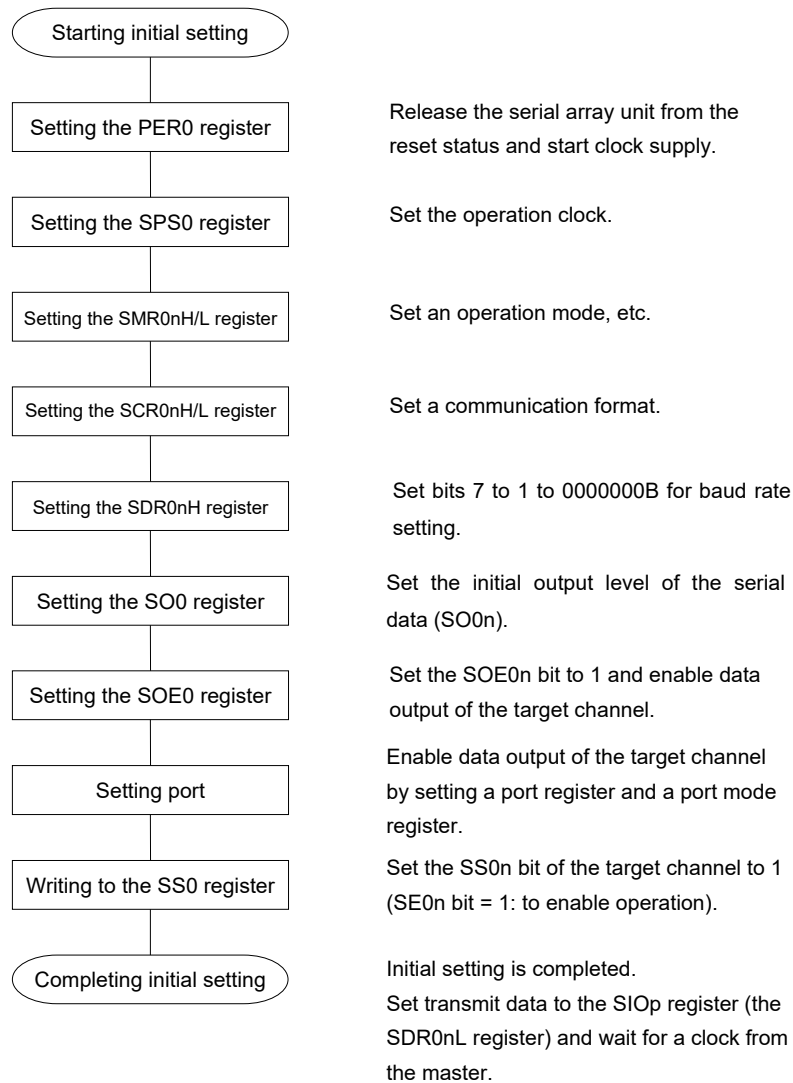 Starting initial setting
Setting the PER0 register
Release the serial array unit from the
reset status and start clock supply.
Setting the SPS0 register
Set the operation clock.
Setting the SMR0nH/L register
Set an operation mode, etc.
Setting the SCR0nH/L register
Set a communication format.
Setting the SDR0nH register
Set bits 7 to 1 to 0000000B for baud rate
setting.
Setting the SO0 register
Set the initial output level of the serial
data (SO0n).
Setting the SOE0 register
Set the SOE0n bit to 1 and enable data
output of the target channel.
Setting port
Enable data output of the target channel
by setting a port register and a port mode
register.
Writing to the SS0 register
Set the SS0n bit of the target channel to 1
(SE0n bit = 1: to enable operation).
Completing initial setting
Initial setting is completed.
Set transmit data to the SIOp register (the
SDR0nL register) and wait for a clock from
the master.